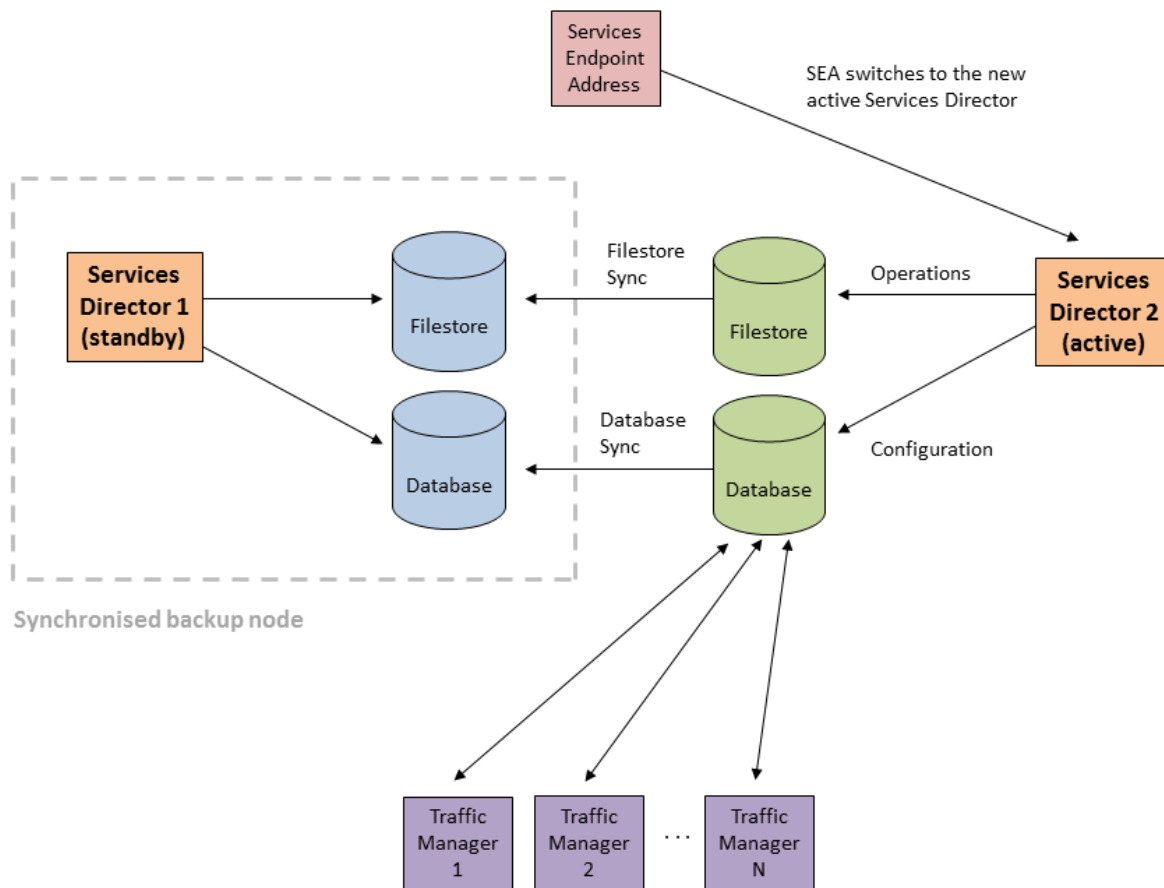 Services
Endpoint
Address
SEA switches to the new
active Services Director
Services
Director 1
(standby)
Filestore
Filestore
Sync
Filestore
Operations
Services
Director 2
(active)
Database
Database
Sync
Database
Configuration
Synchronised backup node
Traffic
Manager
1
Traffic
Manager
2
...
Traffic
Manager
N